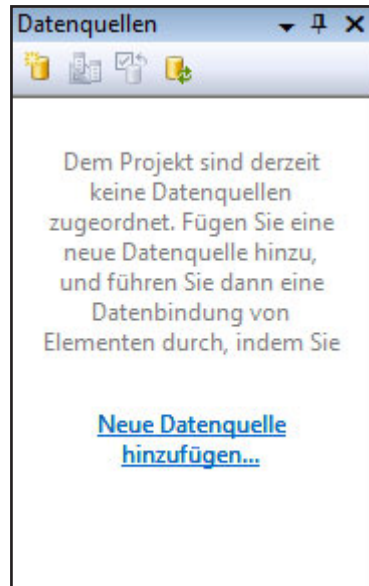 Datenquellen
Dem Projekt sind derzeit
keine Datenquellen
zugeordnet. Fügen Sie eine
neue Datenquelle hinzu,
und führen Sie dann eine
Datenbindung von
Elementen durch, indem Sie
Neue Datenquelle
hinzufügen...